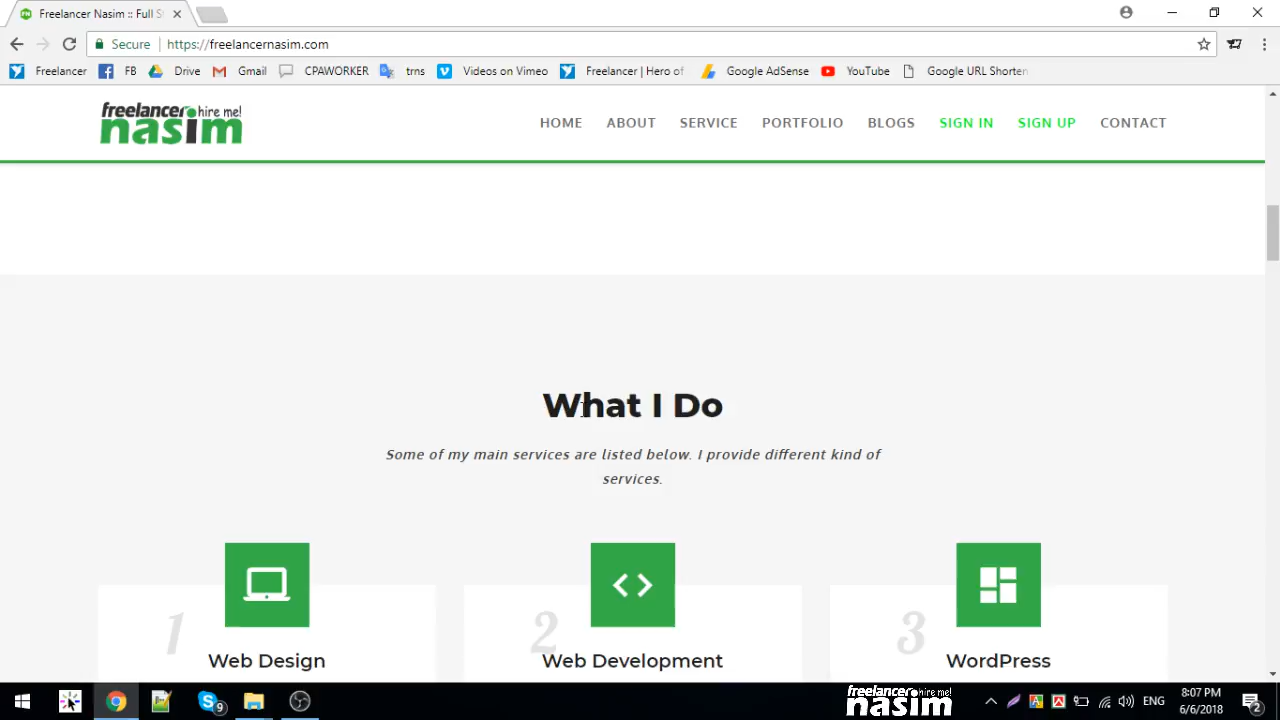 Freelancer Nasim :: Full S
Secure https://freelancernasim.com
Freelancer FB Drive Gmail CPAWORKER trns Videos on Vimeo Freelancer | Hero of Google AdSense YouTube Google URL Shorten
freelancer hire me!
nasim
HOME ABOUT SERVICE PORTFOLIO BLOGS SIGN IN SIGN UP CONTACT
What I Do
Some of my main services are listed below. I provide different kind of
services.
1 2 3
Web Design Web Development WordPress
freelancer hire me!
nasim
9
ENG
8:07 PM
6/6/2018
2